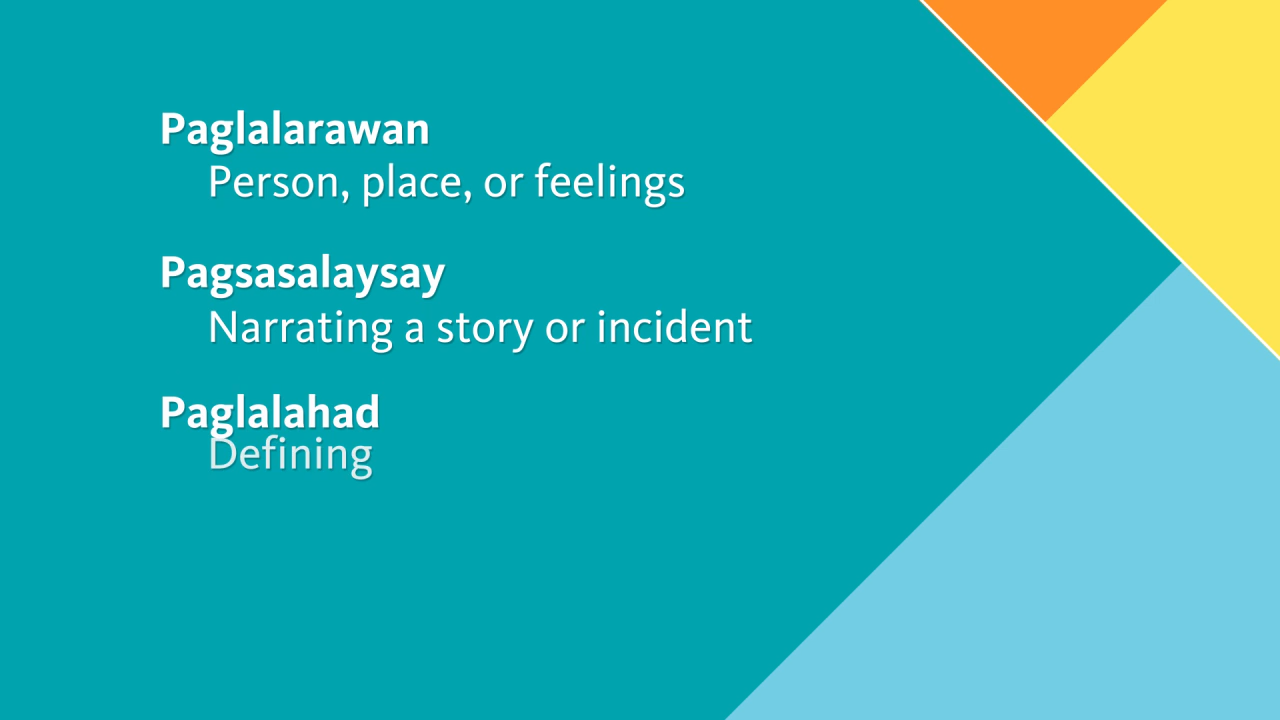 Paglalarawan
Person, place, or feelings
Pagsasalaysay
Narrating a story or incident
Paglalahad
Defining